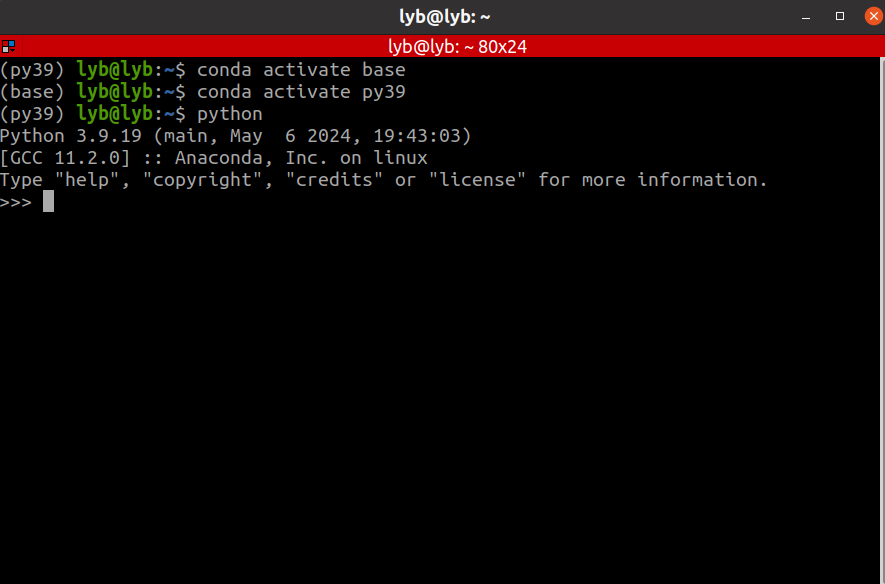 lyb@lyb: ~
lyb@lyb: ~ 80x24
(py39) lyb@lyb:~$ conda activate base
(base) lyb@lyb:~$ conda activate py39
(py39) lyb@lyb:~$ python
Python 3.9.19 (main, May  6 2024, 19:43:03)
[GCC 11.2.0] :: Anaconda, Inc. on linux
Type "help", "copyright", "credits" or "license" for more information.
>>>